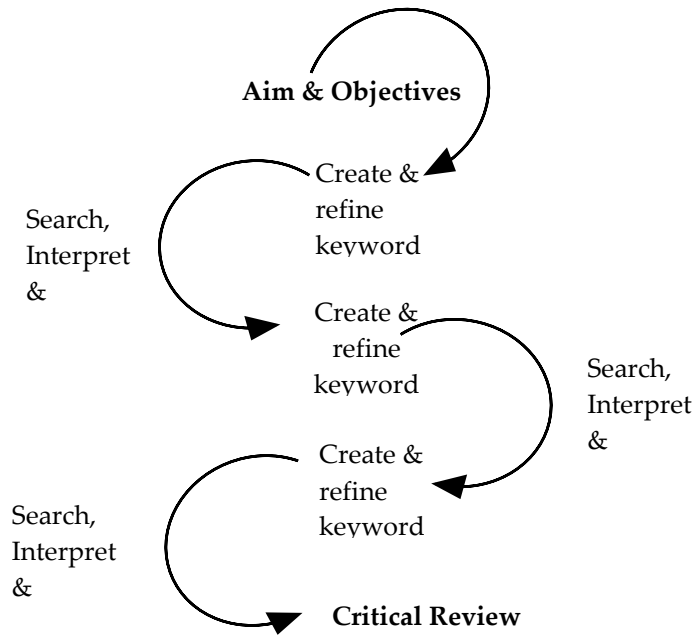 Aim & Objectives
Create &
refine
keyword
Search,
Interpret
&
Create &
refine
keyword
Search,
Interpret
&
Create &
refine
keyword
Search,
Interpret
&
Critical Review